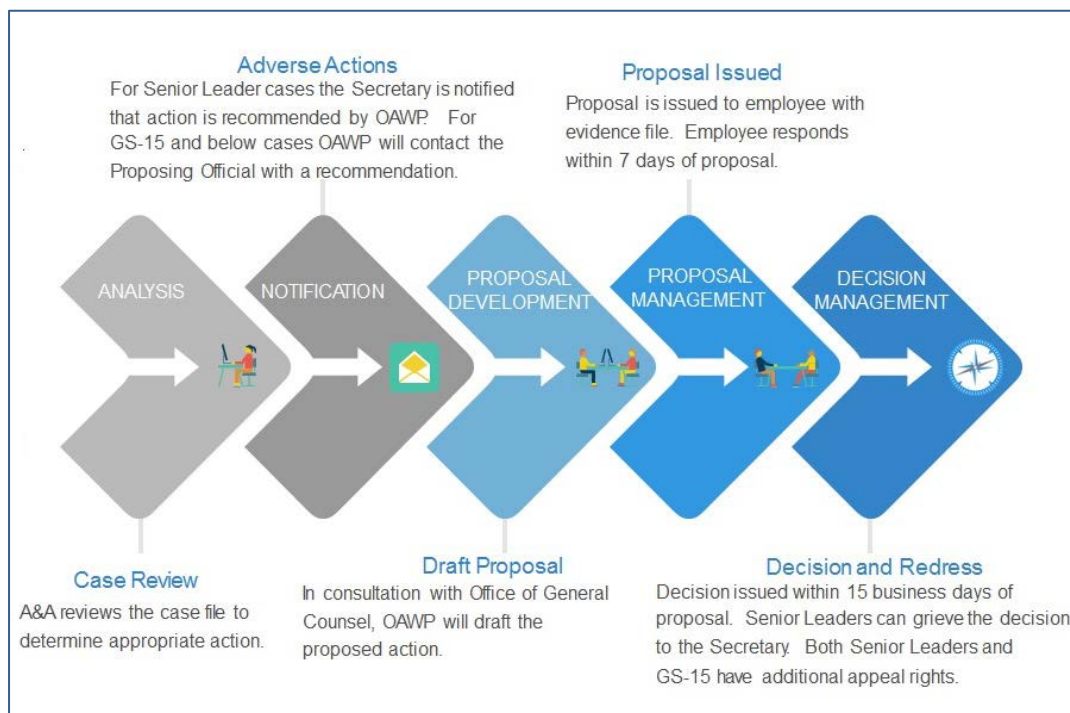 Adverse Actions
For Senior Leader cases the Secretary is notified
that action is recommended by OAWP. For
GS-15 and below cases OAWP will contact the
Proposing Official with a recommendation.
Proposal Issued
Proposal is issued to employee with
evidence file. Employee responds
within 7 days of proposal.
ANALYSIS
NOTIFICATION
PROPOSAL
DEVELOPMENT
PROPOSAL
MANAGEMENT
DECISION
MANAGEMENT
Case Review
A&A reviews the case file to
determine appropriate action.
Draft Proposal
In consultation with Office of General
Counsel, OAWP will draft the
proposed action.
Decision and Redress
Decision issued within 15 business days of
proposal. Senior Leaders can grieve the decision
to the Secretary. Both Senior Leaders and
GS-15 have additional appeal rights.